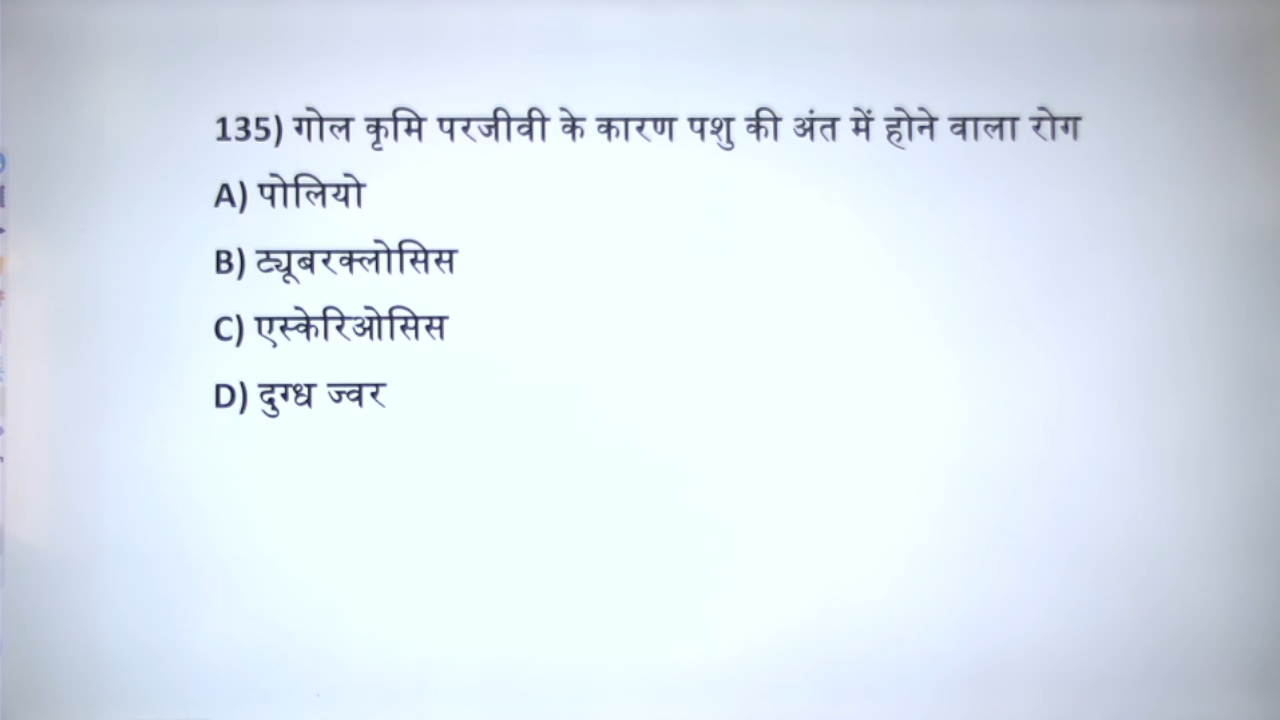 135) गोल कृमि परजीवी के कारण पशु की अंत में होने वाला रोग
A) पोलियो
B) ट्यूबरक्लोसिस
C) एस्केरिओसिस
D) दुग्ध ज्वर